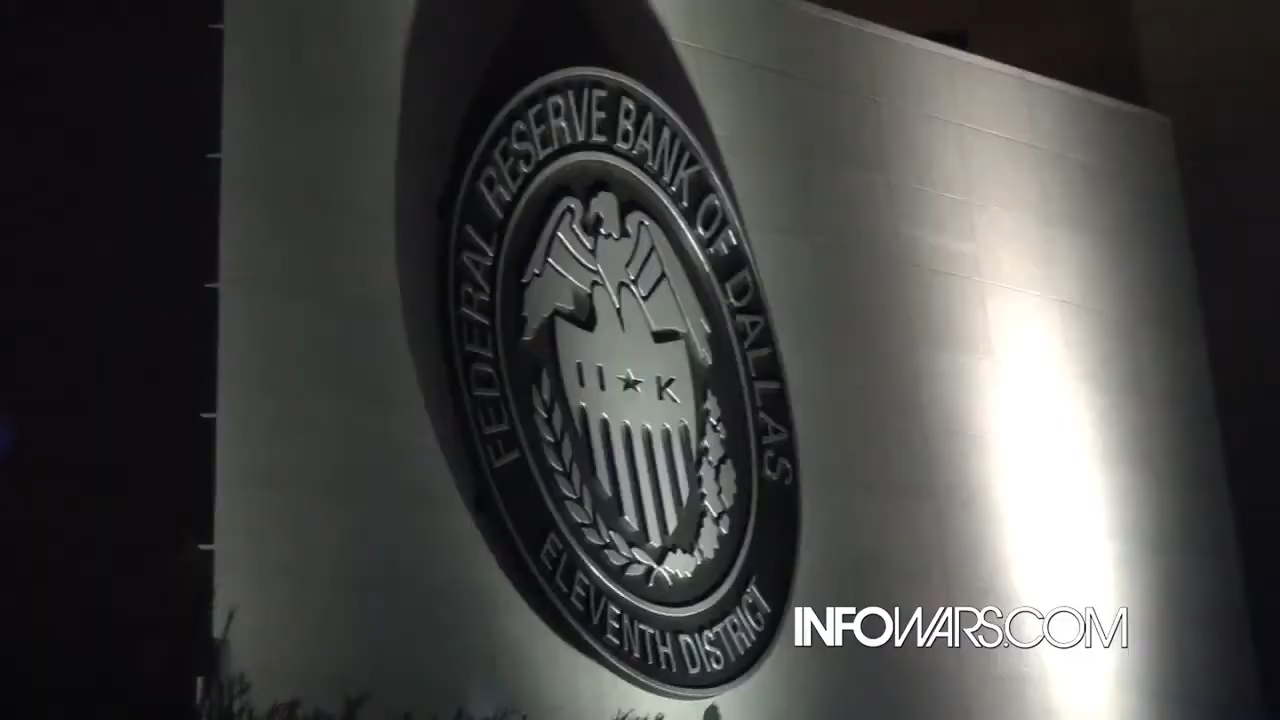 FEDERAL RESERVE BANK OF DALLAS
11 ★ K
ELEVENTH DISTRICT
INFOWARS.COM